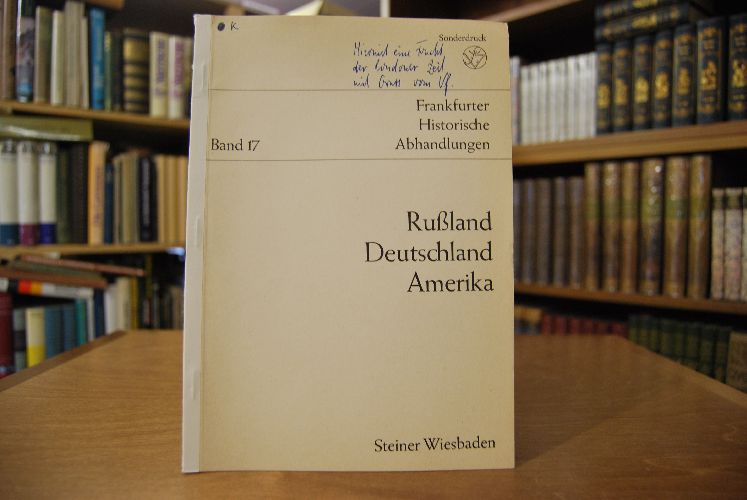 K
Sonderdruck
eine Frucht
der Londoner Zeit
mit Gruss vom Vf.
Frankfurter
Historische
Band 17 Abhandlungen
Rußland
Deutschland
Amerika
Steiner Wiesbaden